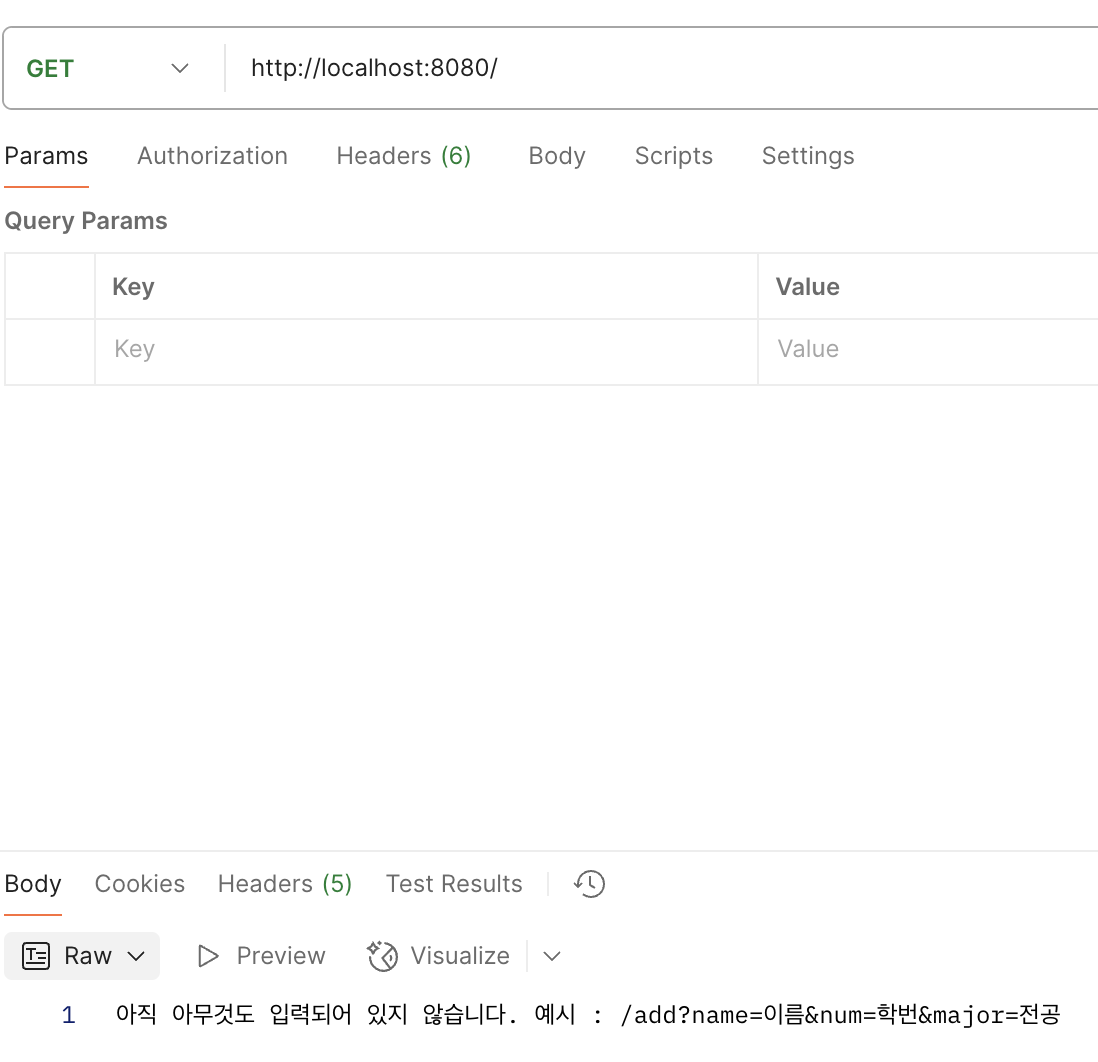 GET http://localhost:8080/
Params Authorization Headers (6) Body Scripts Settings
Query Params
Key Value
Key Value
Body Cookies Headers (5) Test Results
Raw Preview Visualize
1 아직 아무것도 입력되어 있지 않습니다. 예시 : /add?name=이름&num=학번&major=전공